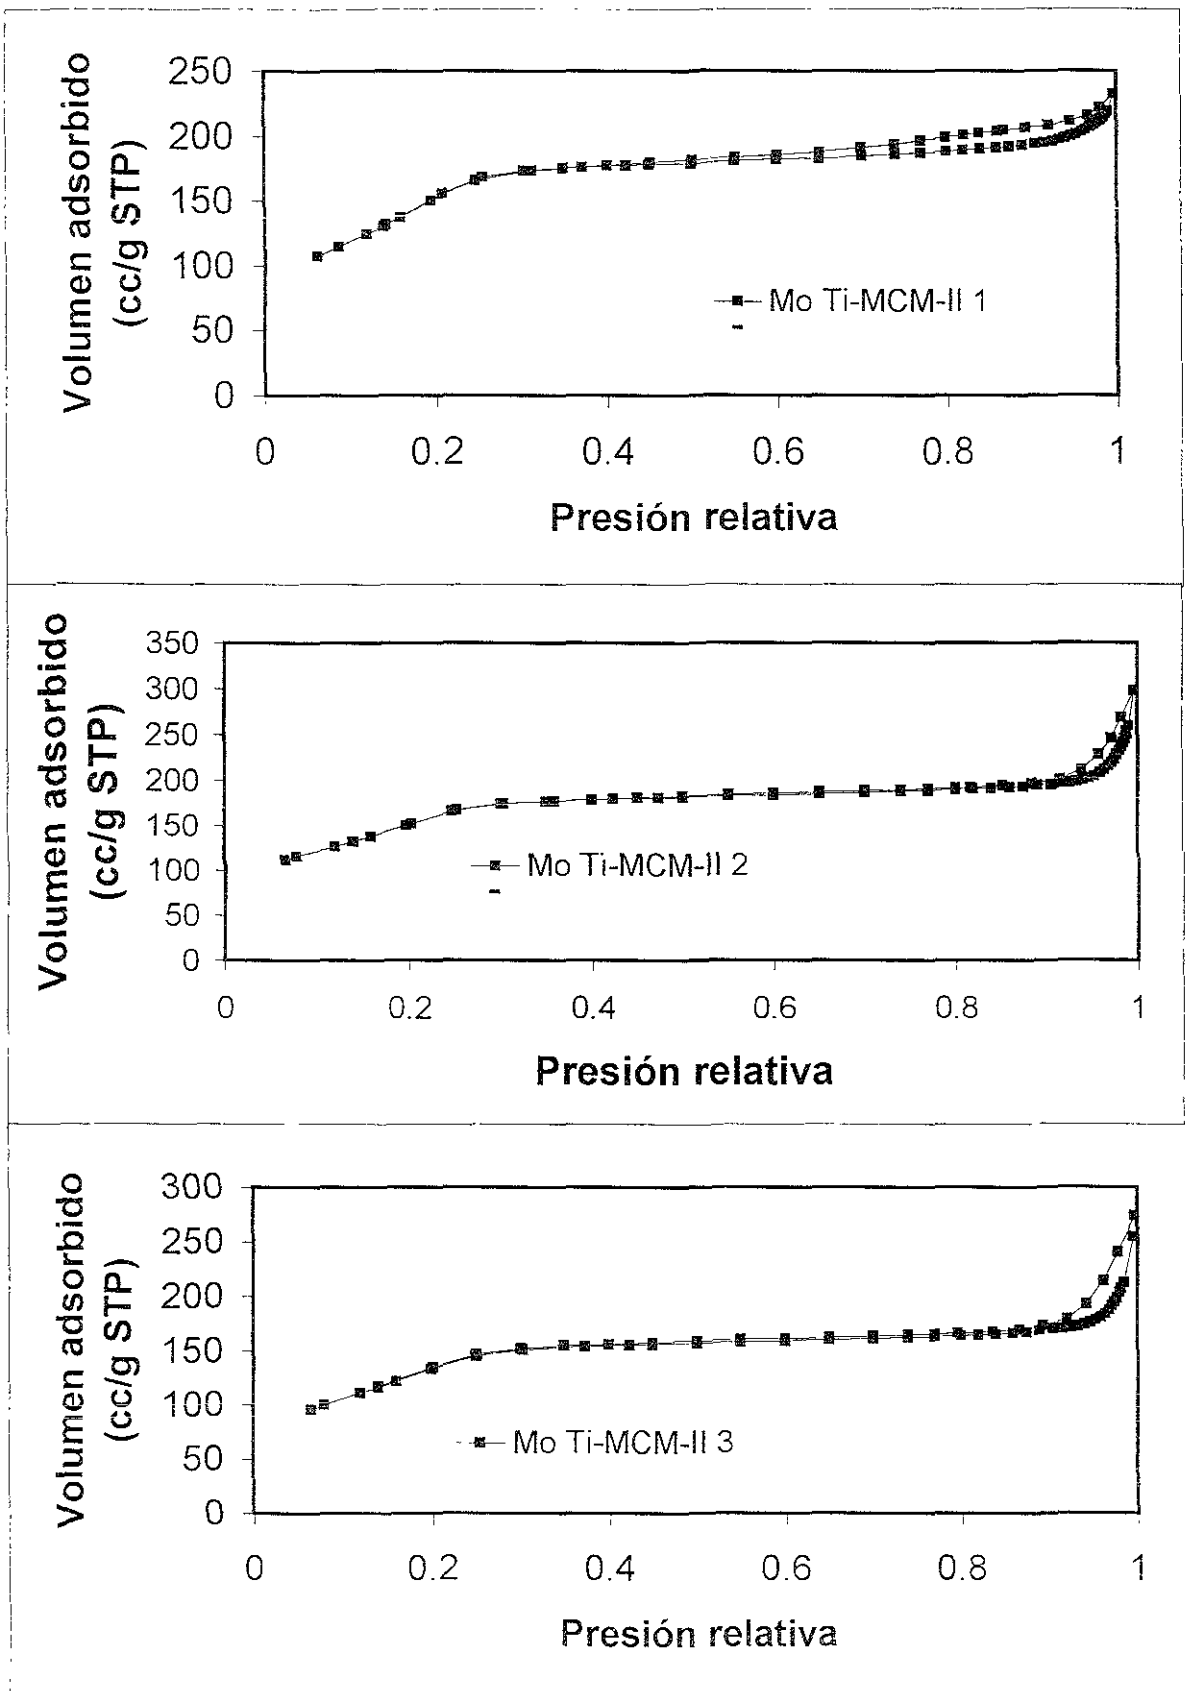 Volumen adsorbido
(cc/g STP)
250
200
150
100
50
0
Mo Ti-MCM-II 1
0 0.2 0.4 0.6 0.8 1
Presión relativa
Volumen adsorbido
(cc/g STP)
350
300
250
200
150
100
50
0
Mo Ti-MCM-II 2
0 0.2 0.4 0.6 0.8 1
Presión relativa
Volumen adsorbido
(cc/g STP)
300
250
200
150
100
50
0
Mo Ti-MCM-II 3
0 0.2 0.4 0.6 0.8 1
Presión relativa